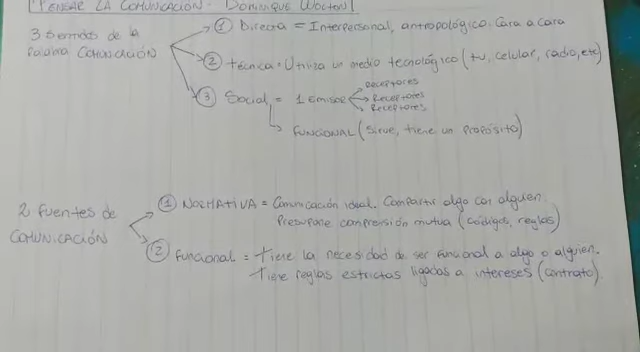 PENSAR LA COMUNICACIÓN - DOMINIQUE WOLTON
3 sentidos de la
palabra COMUNICACIÓN
① Directa = Interpersonal, antropológico. Cara a cara
② Técnica = Utiliza un medio tecnológico (tv, celular, radio, etc)
③ Social = 1 Emisor
Receptores
Receptores
Receptores
FUNCIONAL (sirve, tiene un propósito)
2 fuentes de
COMUNICACIÓN
① NORMATIVA = Comunicación ideal. Compartir algo con alguien.
Presupone comprensión mutua (códigos, reglas)
② Funcional = Tiene la necesidad de ser funcional a algo o alguien.
Tiene reglas estrictas ligadas a intereses (contrato).